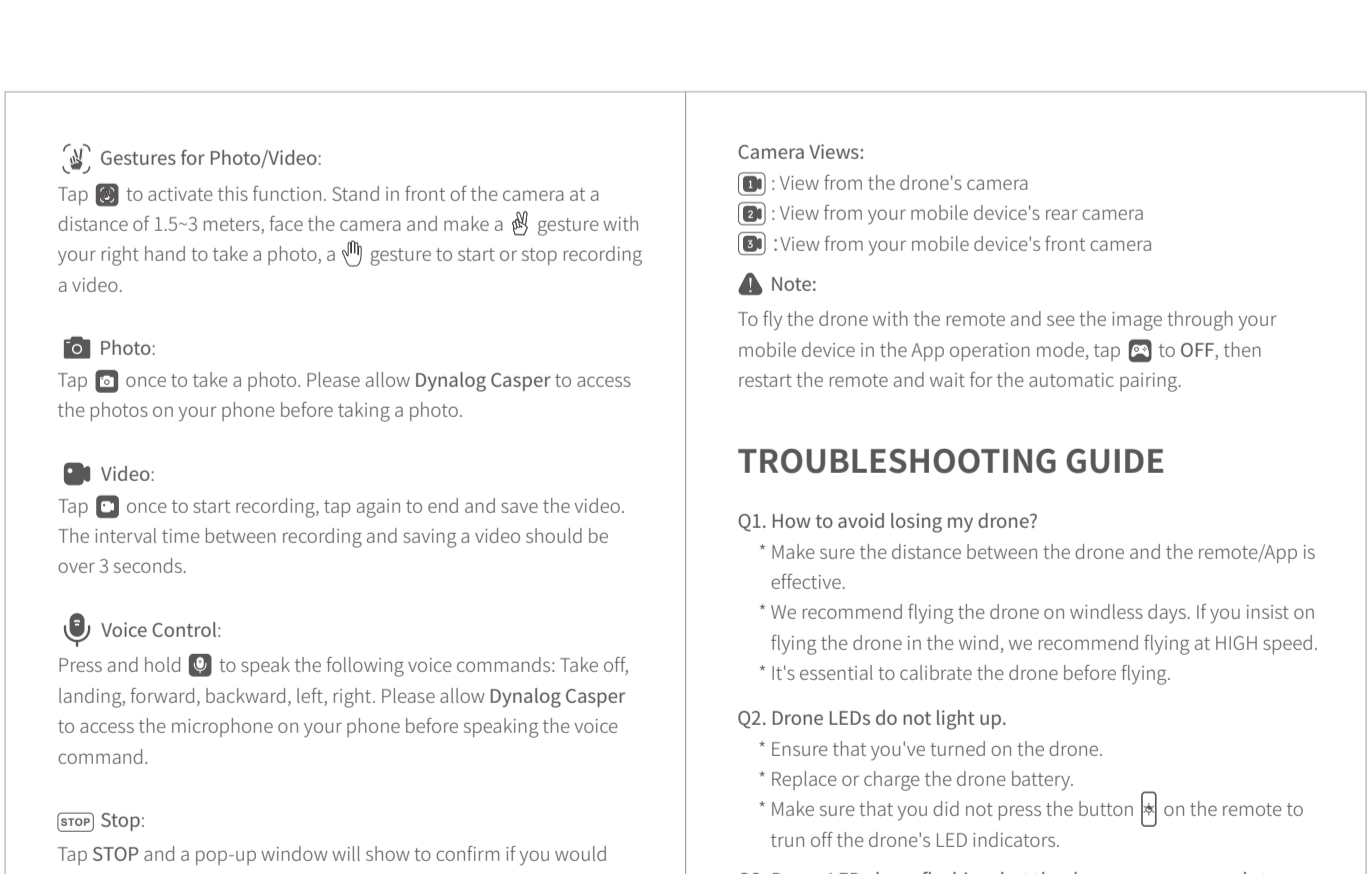 Gestures for Photo/Video:
Tap to activate this function. Stand in front of the camera at a
distance of 1.5~3 meters, face the camera and make a gesture with
your right hand to take a photo, a gesture to start or stop recording
a video.
Photo:
Tap once to take a photo. Please allow Dynalog Casper to access
the photos on your phone before taking a photo.
Video:
Tap once to start recording, tap again to end and save the video.
The interval time between recording and saving a video should be
over 3 seconds.
Voice Control:
Press and hold to speak the following voice commands: Take off,
landing, forward, backward, left, right. Please allow Dynalog Casper
to access the microphone on your phone before speaking the voice
command.
STOP Stop:
Tap STOP and a pop-up window will show to confirm if you would
Camera Views:
1 : View from the drone's camera
2 : View from your mobile device's rear camera
3 : View from your mobile device's front camera
Note:
To fly the drone with the remote and see the image through your
mobile device in the App operation mode, tap to OFF, then
restart the remote and wait for the automatic pairing.
TROUBLESHOOTING GUIDE
Q1. How to avoid losing my drone?
* Make sure the distance between the drone and the remote/App is
effective.
* We recommend flying the drone on windless days. If you insist on
flying the drone in the wind, we recommend flying at HIGH speed.
* It's essential to calibrate the drone before flying.
Q2. Drone LEDs do not light up.
* Ensure that you've turned on the drone.
* Replace or charge the drone battery.
* Make sure that you did not press the button on the remote to
trun off the drone's LED indicators.